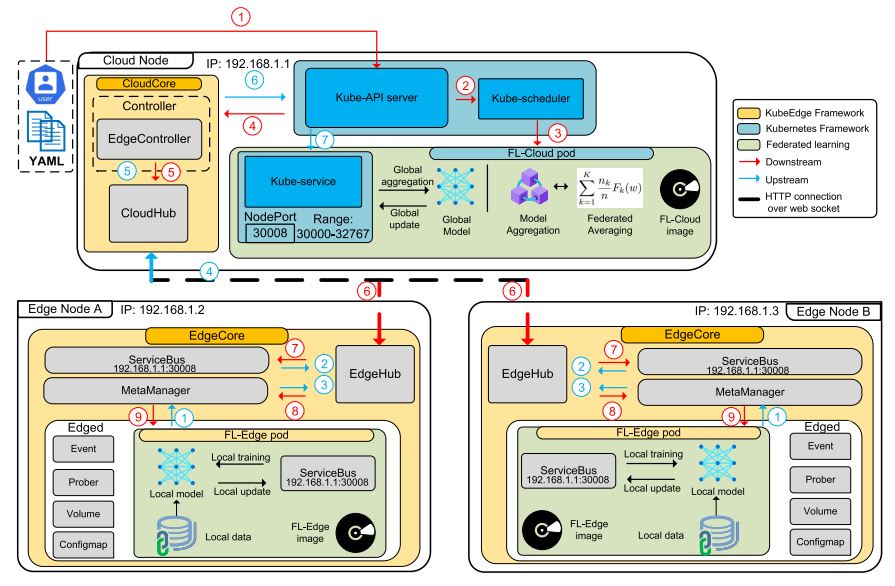 1
Cloud Node
IP: 192.168.1.1
user
YAML
CloudCore
Controller
EdgeController
5
5
CloudHub
6
4
Kube-API server
2
Kube-scheduler
7
3
FL-Cloud pod
Kube-service
NodePort
Range:
30008
30000-32767
Global
aggregation
Global
update
Global
Model
Model
Aggregation
K
∑
k=1
n_k/n F_k(w)
Federated
Averaging
FL-Cloud
image
KubeEdge Framework
Kubernetes Framework
Federated learning
Downstream
Upstream
HTTP connection
over web socket
4
6
6
Edge Node A
IP: 192.168.1.2
EdgeCore
ServiceBus
192.168.1.1:30008
MetaManager
7
2
3
8
EdgeHub
9
1
Edged
Event
Prober
Volume
Configmap
FL-Edge pod
Local training
Local update
Local model
ServiceBus
192.168.1.1:30008
Local data
FL-Edge
image
IP: 192.168.1.3
Edge Node B
EdgeCore
EdgeHub
7
2
3
8
ServiceBus
192.168.1.1:30008
MetaManager
9
1
FL-Edge pod
ServiceBus
192.168.1.1:30008
Local training
Local update
Local model
FL-Edge
image
Local data
Edged
Event
Prober
Volume
Configmap